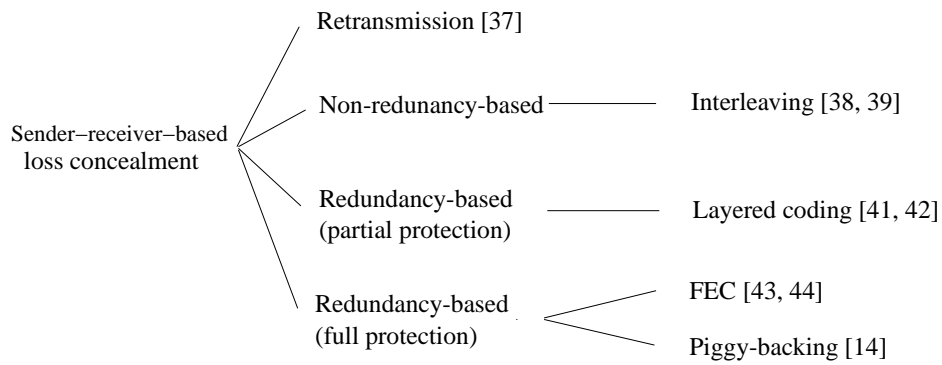 Retransmission [37]
Non-redunancy-based
Interleaving [38, 39]
Sender−receiver−based
loss concealment
Redundancy-based
(partial protection)
Layered coding [41, 42]
Redundancy-based
(full protection)
FEC [43, 44]
Piggy-backing [14]